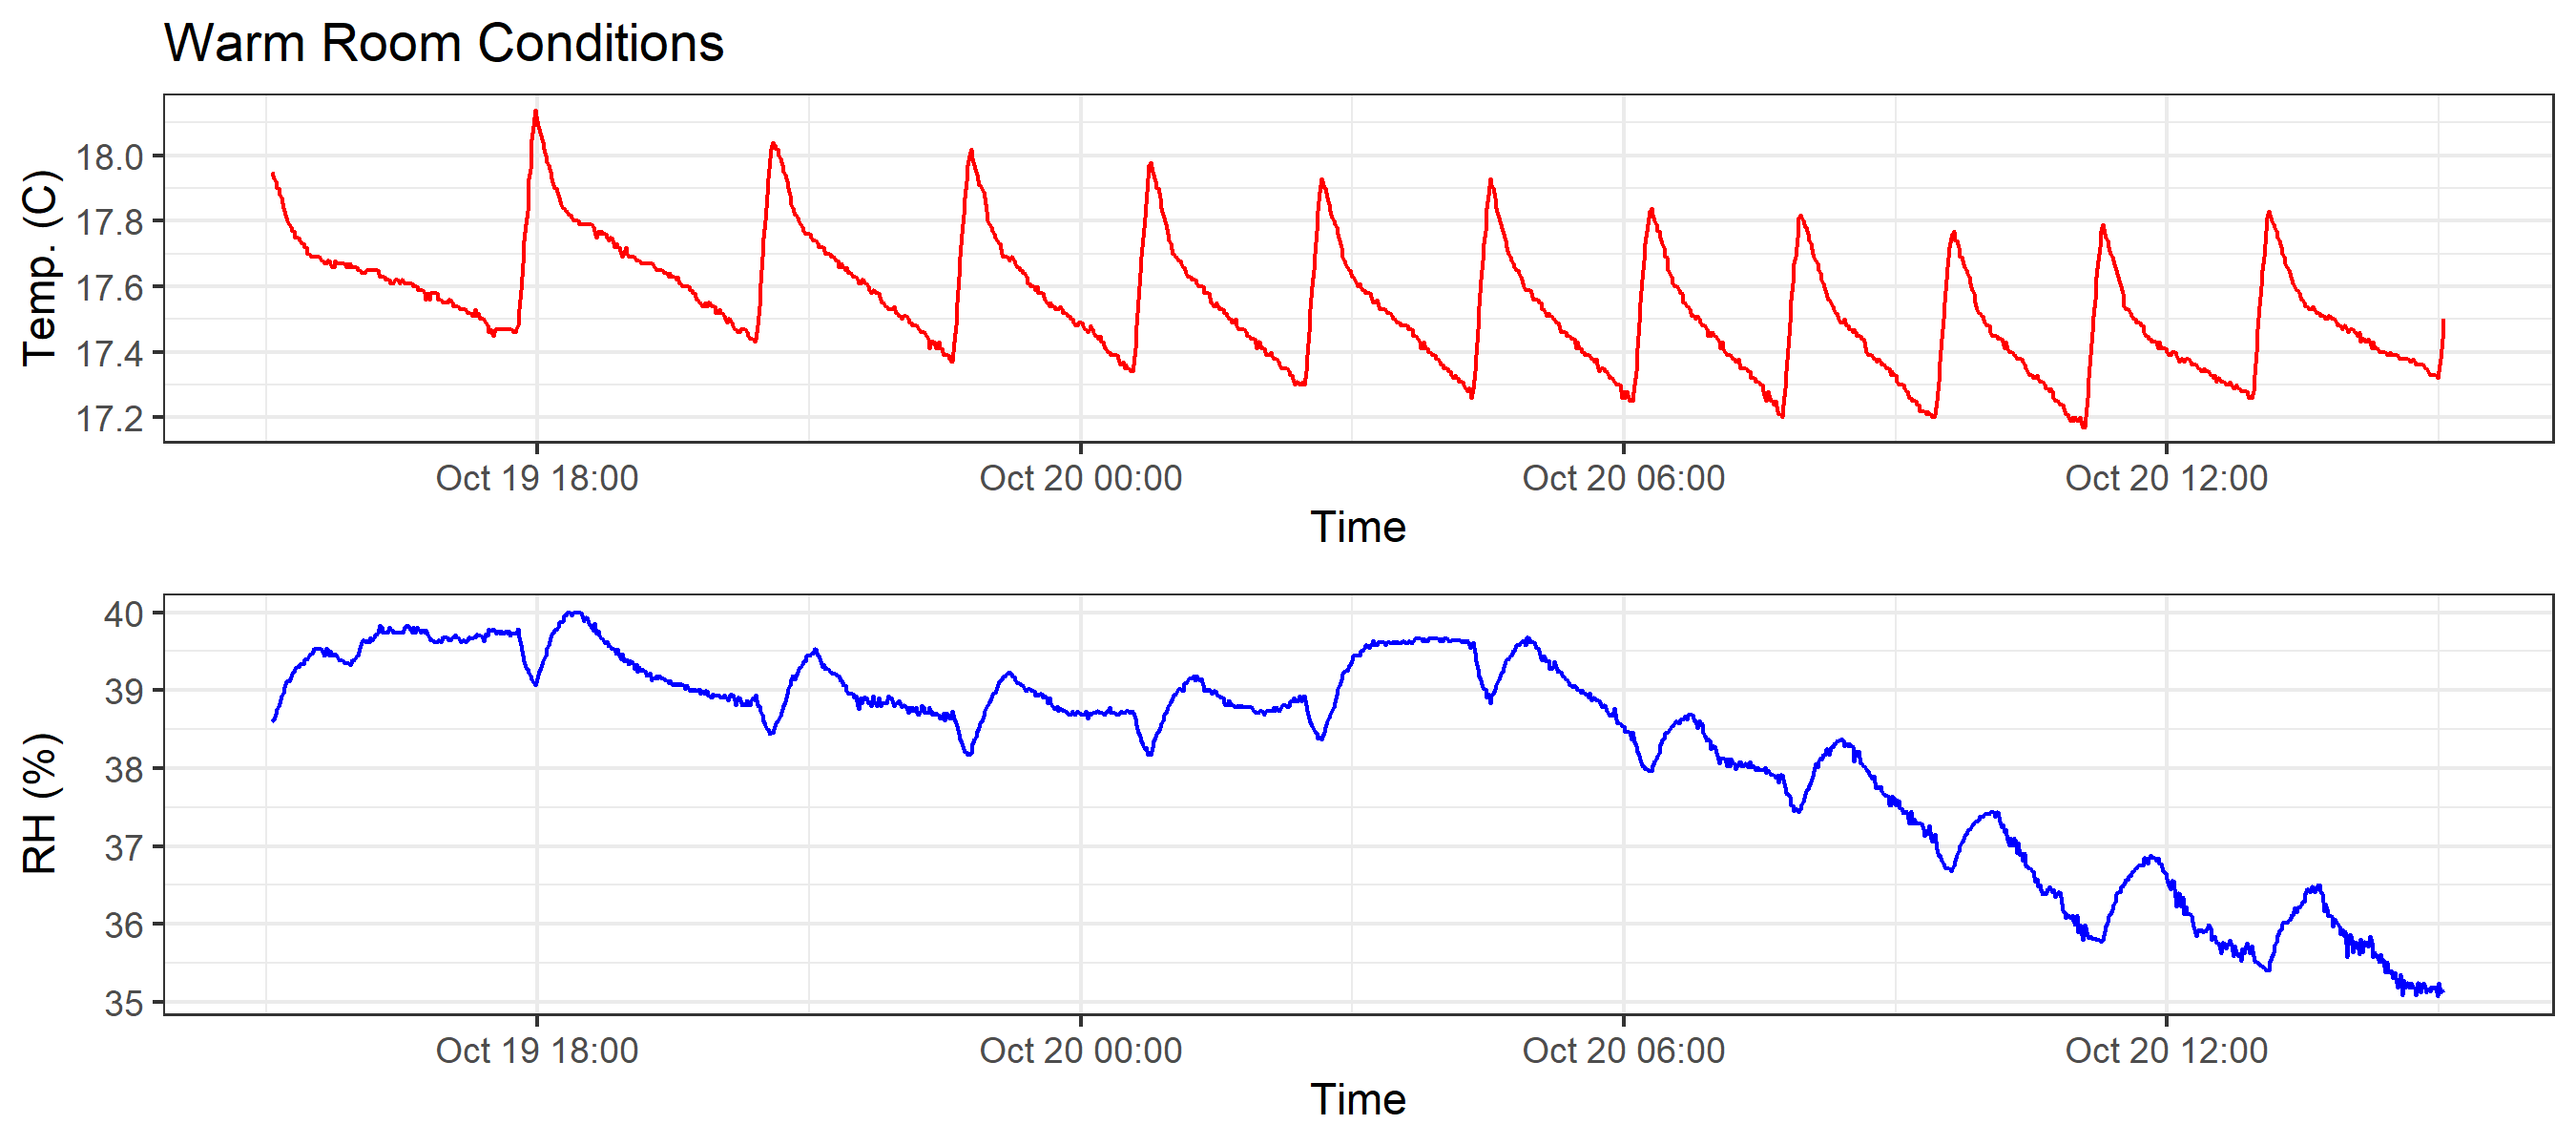 Warm Room Conditions
Temp. (C)
18.0
17.8
17.6
17.4
17.2
Oct 19 18:00 Oct 20 00:00 Oct 20 06:00 Oct 20 12:00
Time
RH (%)
40
39
38
37
36
35
Oct 19 18:00 Oct 20 00:00 Oct 20 06:00 Oct 20 12:00
Time